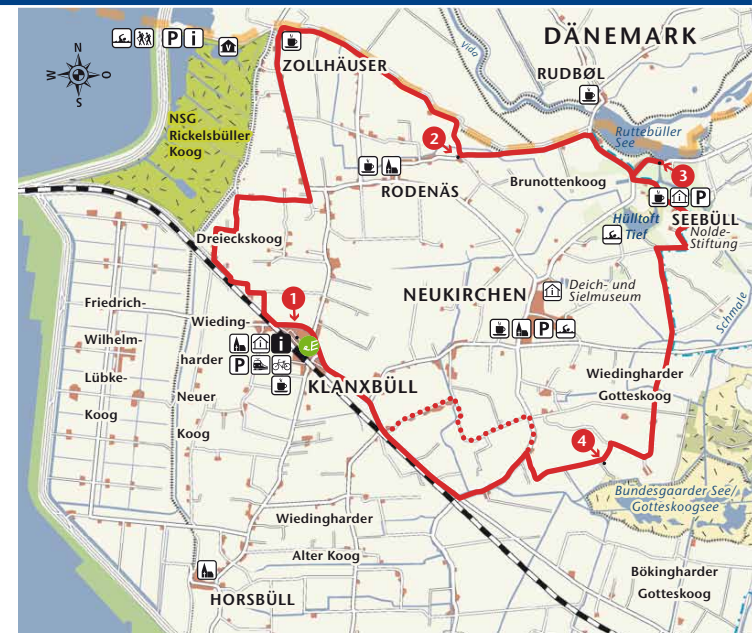 DÄNEMARK
N
W
O
S
P i
ZOLLHÄUSER
Vidå
RUDBØL
NSG
Rickelsbüller
Koog
Ruttebüller
See
2
RODENÄS
Brunottenkoog
3
P
SEEBÜLL
Nolde-
Stiftung
Hülltoft
Tief
Dreieckskoog
1
NEUKIRCHEN
Deich- und
Sielmuseum
Schmale
Friedrich-
Wilhelm-
Lübke-
Koog
Wieding-
harder
Neuer
Koog
i
P
P
KLANXBÜLL
Wiedingharder
Gotteskoog
4
Bundesgaarder See/
Gotteskoogsee
Wiedingharder
Alter Koog
Bökingharder
Gotteskoog
HORSBÜLL